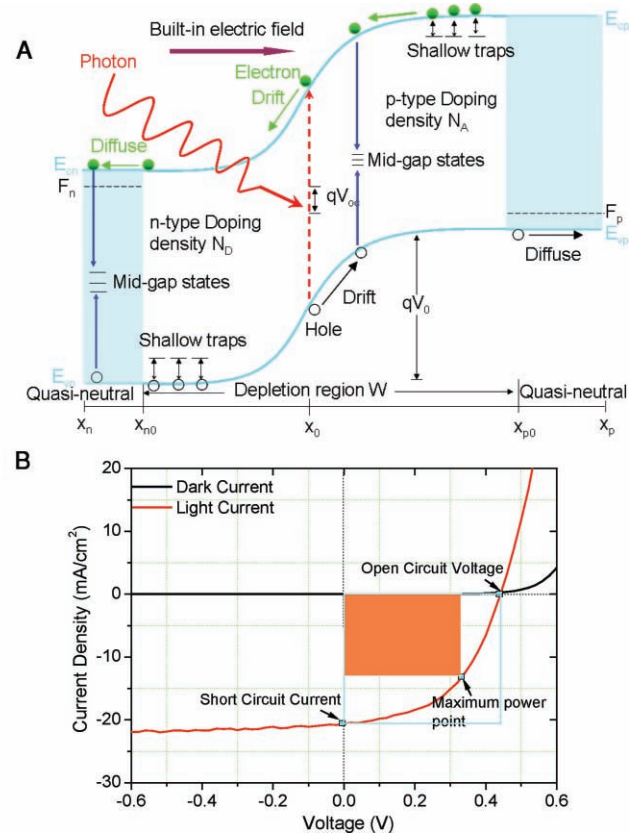 A
Built-in electric field
Photon
Electron
Drift
Shallow traps
E_cp
p-type Doping
density N_A
Diffuse
E_cn
F_n
Mid-gap states
qV_oc
n-type Doping
density N_D
F_p
E_vp
Diffuse
Mid-gap states
Drift
qV_0
Hole
Shallow traps
Quasi-neutral
Depletion region W
Quasi-neutral
x_n
x_n0
x_0
x_p0
x_p
B
20
Dark Current
Light Current
10
Open Circuit Voltage
0
-10
Short Circuit Current
Maximum power
point
-20
-30
-0.6
-0.4
-0.2
0.0
0.2
0.4
0.6
Current Density (mA/cm²)
Voltage (V)